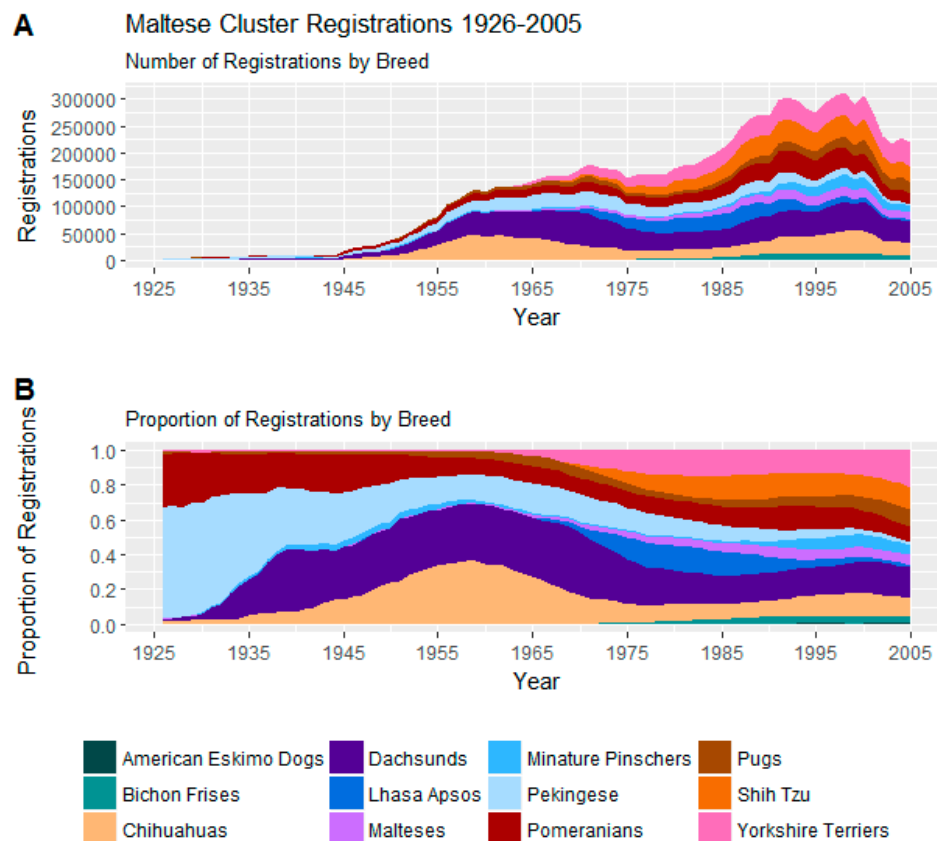 A
Maltese Cluster Registrations 1926-2005
Number of Registrations by Breed
Registrations
300000
250000
200000
150000
100000
50000
0
1925 1935 1945 1955 1965 1975 1985 1995 2005
Year
B
Proportion of Registrations by Breed
Proportion of Registrations
1.0
0.8
0.6
0.4
0.2
0.0
1925 1935 1945 1955 1965 1975 1985 1995 2005
Year
American Eskimo Dogs Dachsunds Minature Pinschers Pugs
Bichon Frises Lhasa Apsos Pekingese Shih Tzu
Chihuahuas Malteses Pomeranians Yorkshire Terriers